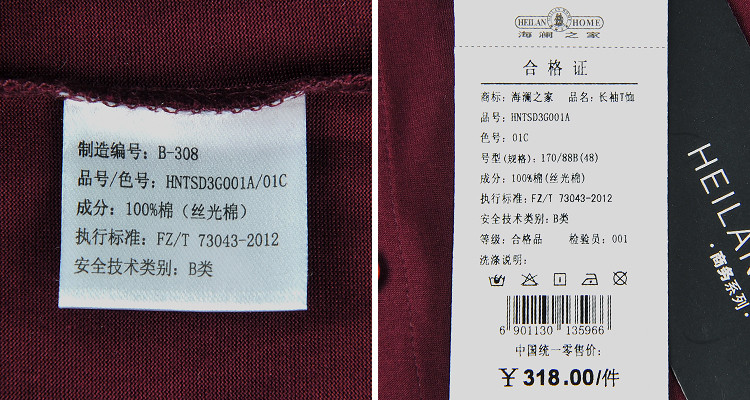 制造编号: B-308
品号/色号: HNTSD3G001A/01C
成分: 100%棉 (丝光棉)
执行标准: FZ/T 73043-2012
安全技术类别: B类
HEILAN HOME
海澜之家
合格证
商标: 海澜之家 品名: 长袖T恤
品号: HNTSD3G001A
色号: 01C
号型(规格): 170/88B(48)
成分: 100%棉(丝光棉)
执行标准: FZ/T 73043-2012
安全技术类别: B类
等级: 合格品 检验员: 001
洗涤说明:
6 901130 135966
中国统一零售价:
¥ 318.00/件
HEILAN
·商务系列·